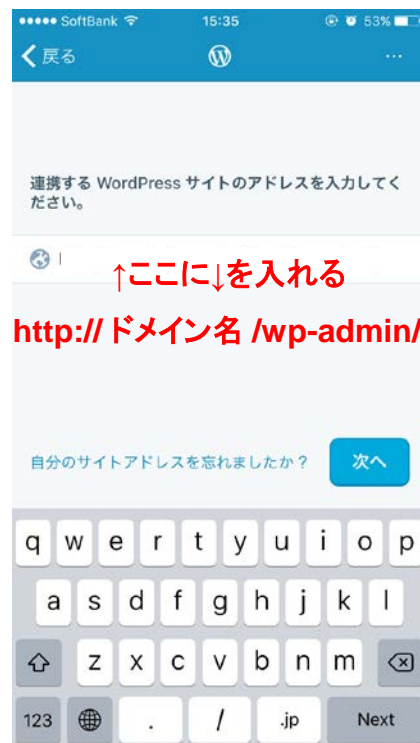 SoftBank 15:35 53%
戻る ...
連携する WordPress サイトのアドレスを入力してく
ださい。
↑ここに↓を入れる
http://ドメイン名 /wp-admin/
自分のサイトアドレスを忘れましたか？ 次へ
q w e r t y u i o p
a s d f g h j k l
z x c v b n m
123 . / .jp Next